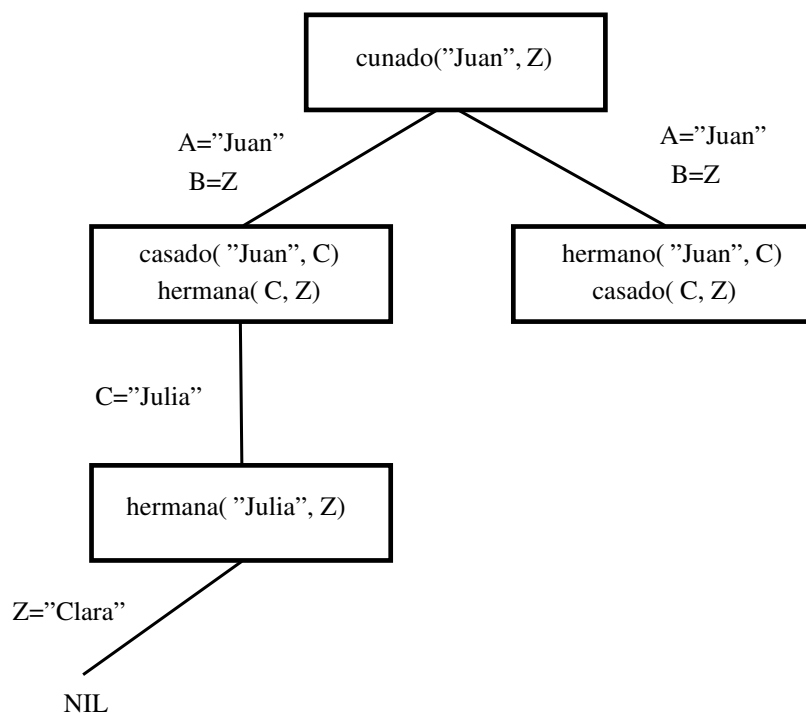 cunado(”Juan”, Z)
A=”Juan”
B=Z
A=”Juan”
B=Z
casado( ”Juan”, C)
hermana( C, Z)
hermano( ”Juan”, C)
casado( C, Z)
C=”Julia”
hermana( ”Julia”, Z)
Z=”Clara”
NIL